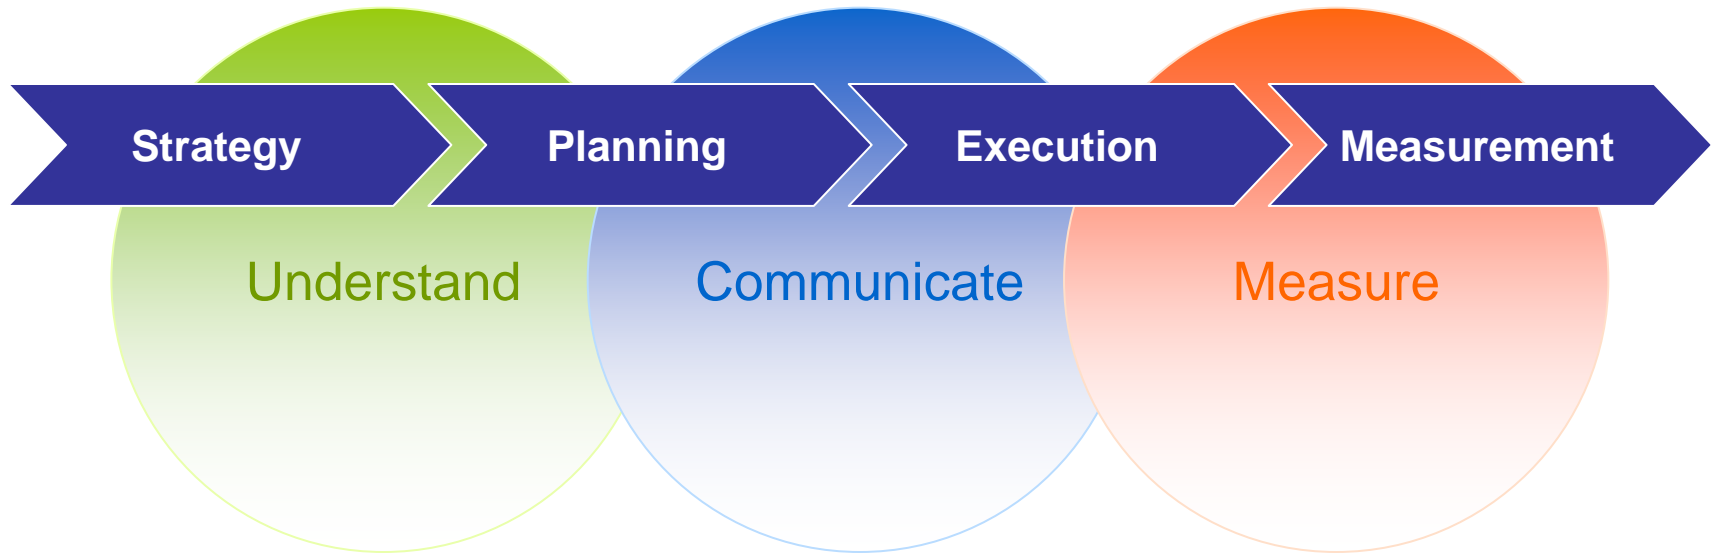 Strategy Planning Execution Measurement
Understand Communicate Measure